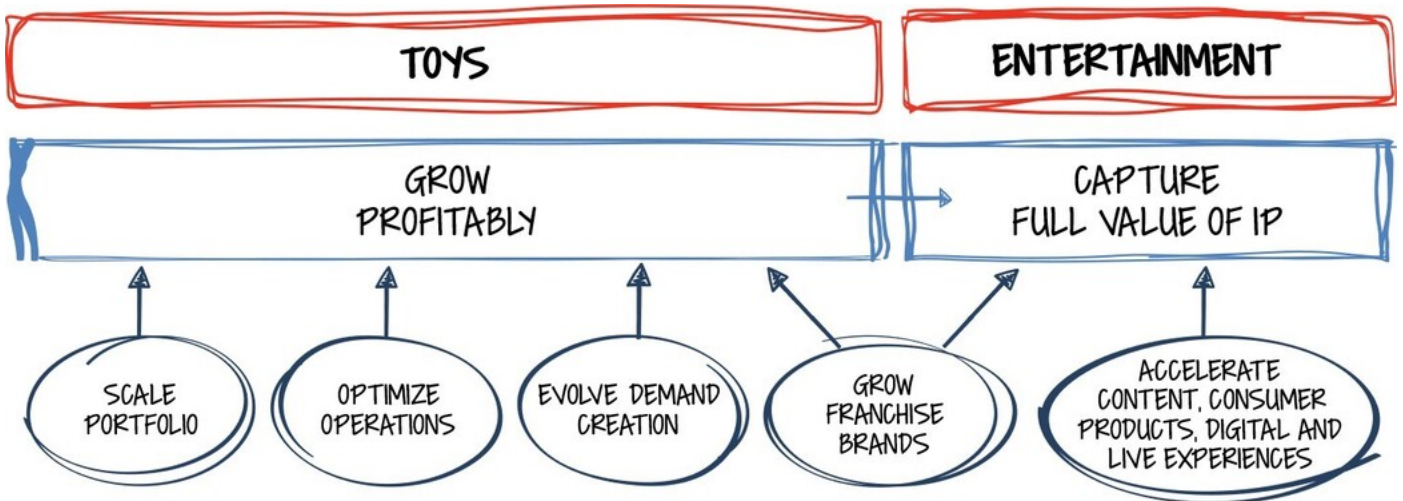 TOYS
ENTERTAINMENT
GROW
PROFITABLY
CAPTURE
FULL VALUE OF IP
SCALE
PORTFOLIO
OPTIMIZE
OPERATIONS
EVOLVE DEMAND
CREATION
GROW
FRANCHISE
BRANDS
ACCELERATE
CONTENT, CONSUMER
PRODUCTS, DIGITAL AND
LIVE EXPERIENCES